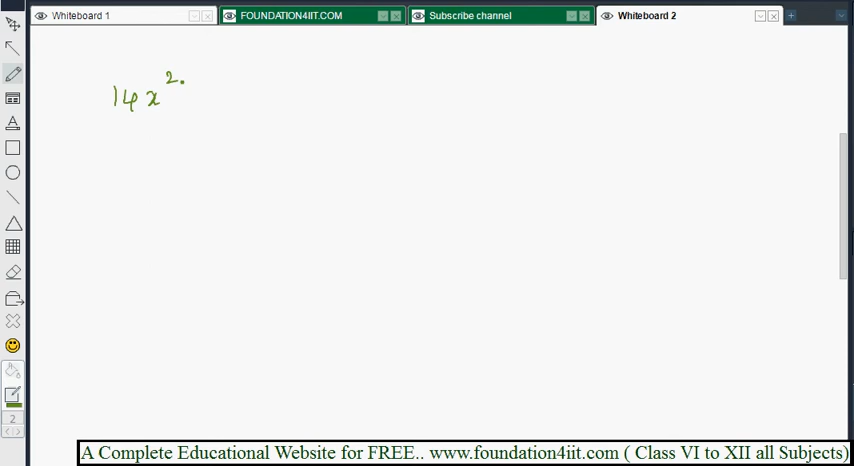 Whiteboard 1
FOUNDATION4IIT.COM
Subscribe channel
Whiteboard 2
14x²
2
A Complete Educational Website for FREE.. www.foundation4iit.com ( Class VI to XII all Subjects)